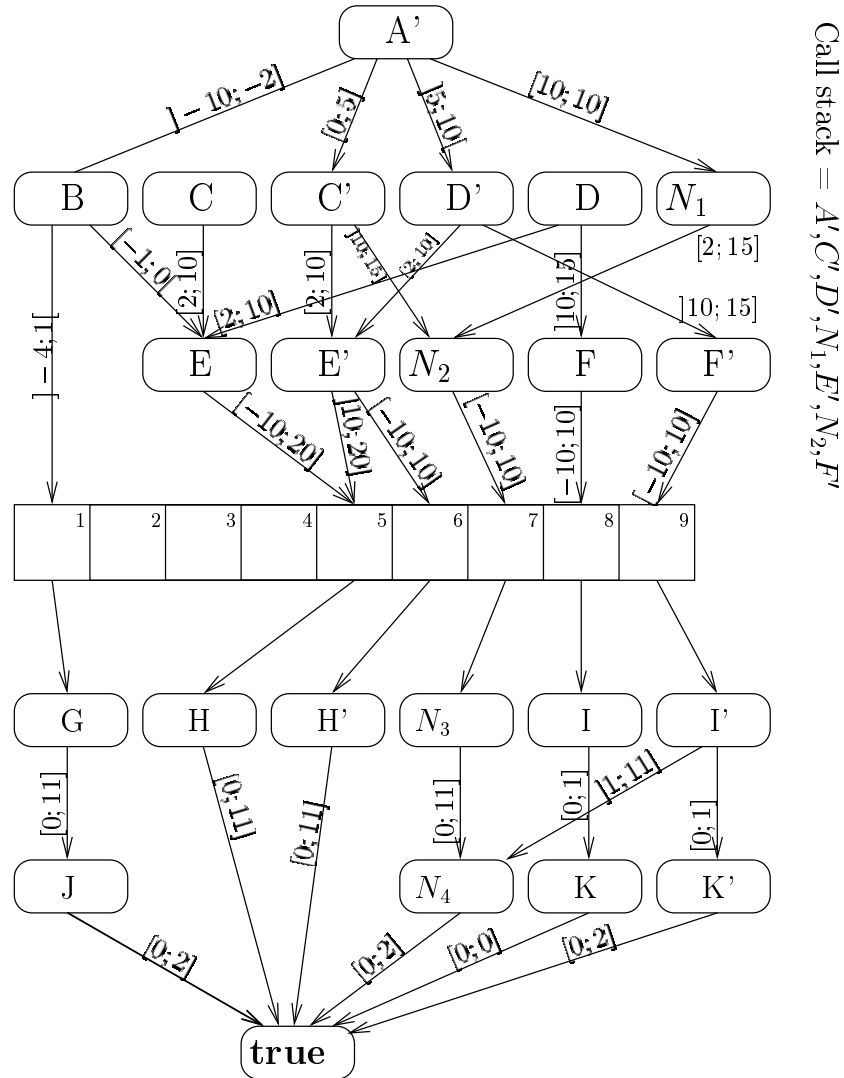 A'
]-10;-2]
[0;5]
]5;10]
[10;10]
B
C
C'
D'
D
N1
[-1;0[
[2;10]
[2;10]
[2;10]
]10;15]
[2;10]
]10;15]
[2;15]
]10;15]
]-4;1[
E
E'
N2
F
F'
[-10;20]
]10;20]
[-10;10]
[-10;10]
[-10;10]
[-10;10]
1 2 3 4 5 6 7 8 9
G
H
H'
N3
I
I'
[0;11]
[0;11]
[0;11]
[0;11]
[0;1]
]1;11]
[0;1]
J
N4
K
K'
[0;2]
[0;2]
[0;0]
[0;2]
true
Call stack = A',C',D',N1,E',N2,F'